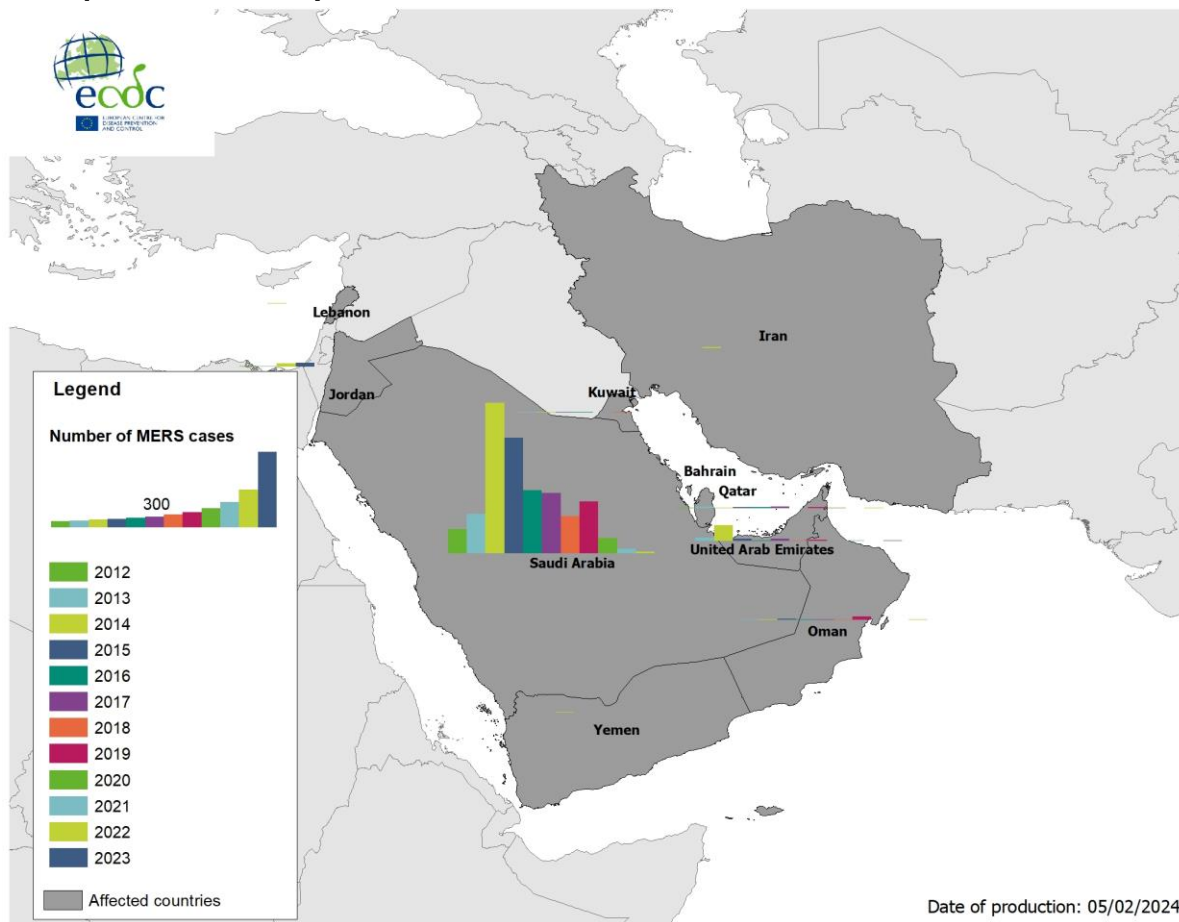 ecdc
EUROPEAN CENTRE FOR
DISEASE PREVENTION
AND CONTROL
Lebanon
Iran
Jordan
Kuwait
Bahrain
Qatar
United Arab Emirates
Saudi Arabia
Oman
Yemen
Legend
Number of MERS cases
300
2012
2013
2014
2015
2016
2017
2018
2019
2020
2021
2022
2023
Affected countries
Date of production: 05/02/2024